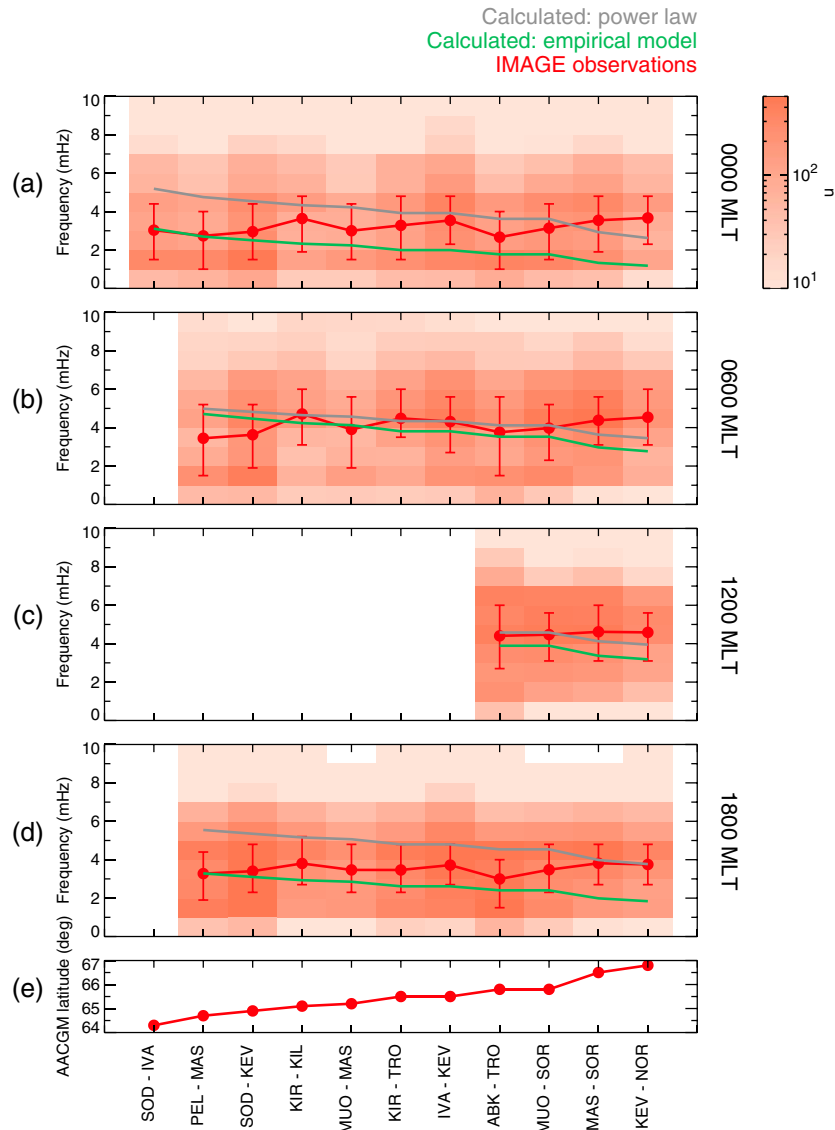 Calculated: power law
Calculated: empirical model
IMAGE observations
(a)
Frequency (mHz)
10
8
6
4
2
0
0000 MLT
10²
10¹
n
(b)
Frequency (mHz)
10
8
6
4
2
0
0600 MLT
(c)
Frequency (mHz)
10
8
6
4
2
0
1200 MLT
(d)
Frequency (mHz)
10
8
6
4
2
0
1800 MLT
(e)
AACGM latitude (deg)
67
66
65
64
SOD - IVA
PEL - MAS
SOD - KEV
KIR - KIL
MUO - MAS
KIR - TRO
IVA - KEV
ABK - TRO
MUO - SOR
MAS - SOR
KEV - NOR